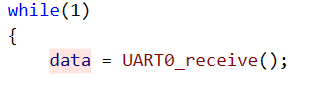 while(1)
{
data = UART0_receive();